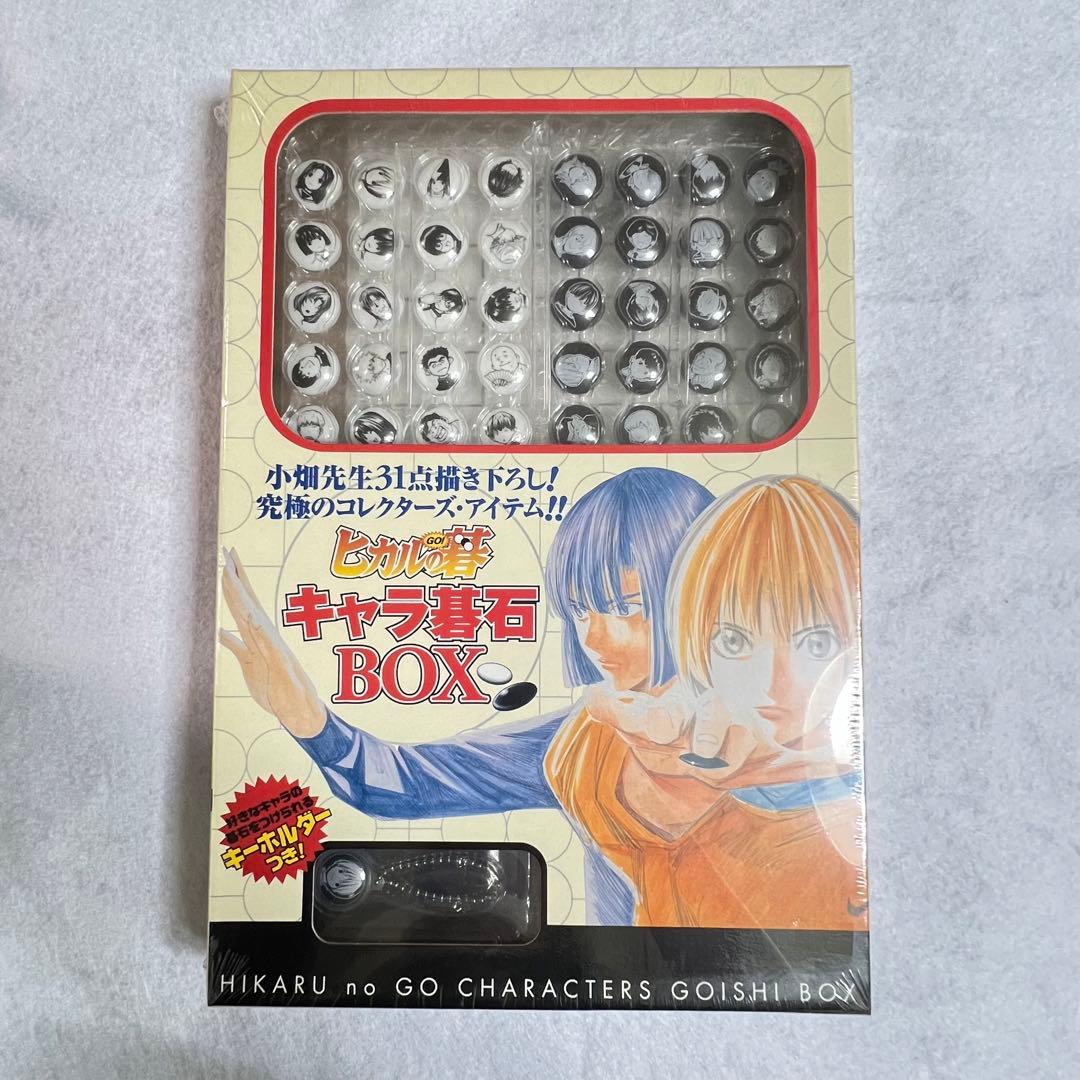 小畑先生31点描き下ろし!
究極のコレクターズ・アイテム!!
ヒカルの碁
GO!
キャラ碁石
BOX
好きなキャラの
碁石をつけられる
キーホルダー
つき!
HIKARU no GO CHARACTERS GOISHI BOX